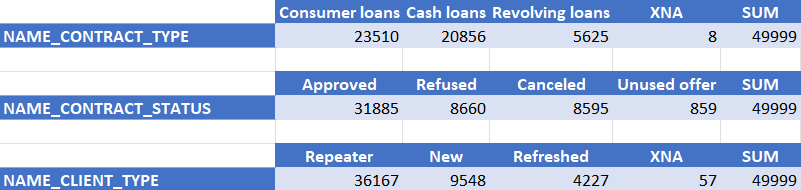 Consumer loans Cash loans Revolving loans XNA SUM
NAME_CONTRACT_TYPE 23510 20856 5625 8 49999
Approved Refused Canceled Unused offer SUM
NAME_CONTRACT_STATUS 31885 8660 8595 859 49999
Repeater New Refreshed XNA SUM
NAME_CLIENT_TYPE 36167 9548 4227 57 49999